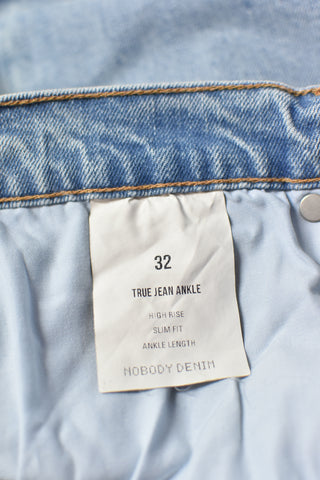 32
TRUE JEAN ANKLE
HIGH RISE
SLIM FIT
ANKLE LENGTH
NOBODY DENIM